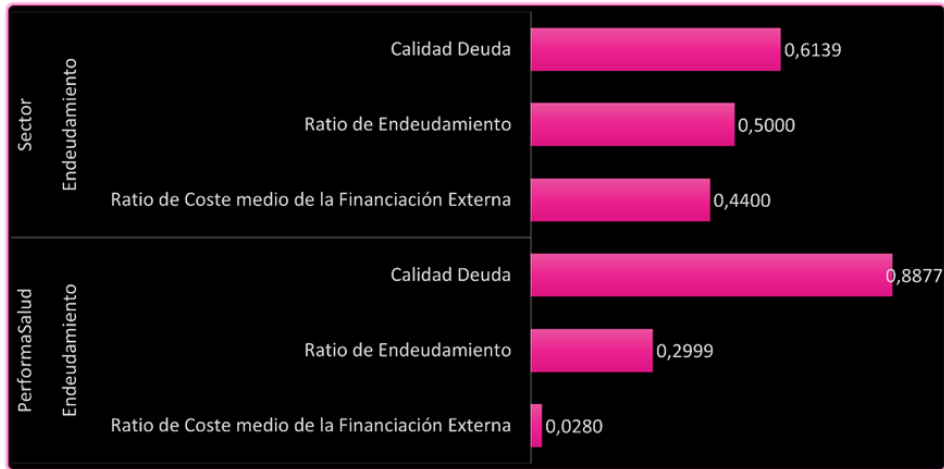 Sector
Endeudamiento
Calidad Deuda
0,6139
Ratio de Endeudamiento
0,5000
Ratio de Coste medio de la Financiación Externa
0,4400
PerformaSalud
Endeudamiento
Calidad Deuda
0,8877
Ratio de Endeudamiento
0,2999
Ratio de Coste medio de la Financiación Externa
0,0280